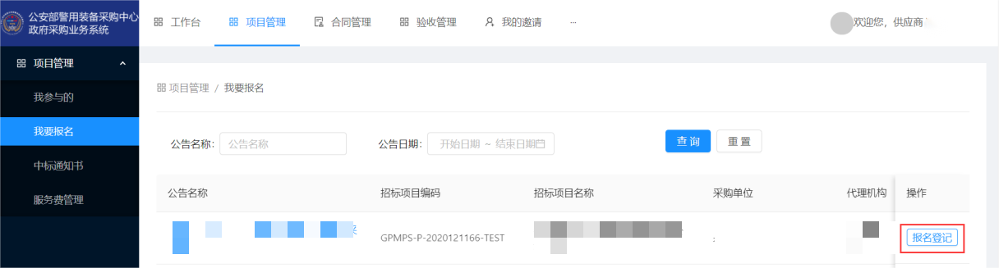 公安部警用装备采购中心
政府采购业务系统
工作台 项目管理 合同管理 验收管理 我的邀请 ... 欢迎您，供应商
项目管理
我参与的
我要报名
中标通知书
服务费管理
项目管理 / 我要报名
公告名称： 公告名称 公告日期： 开始日期 ~ 结束日期 查询 重置
公告名称 招标项目编码 招标项目名称 采购单位 代理机构 操作
GPMPS-P-2020121166-TEST 报名登记